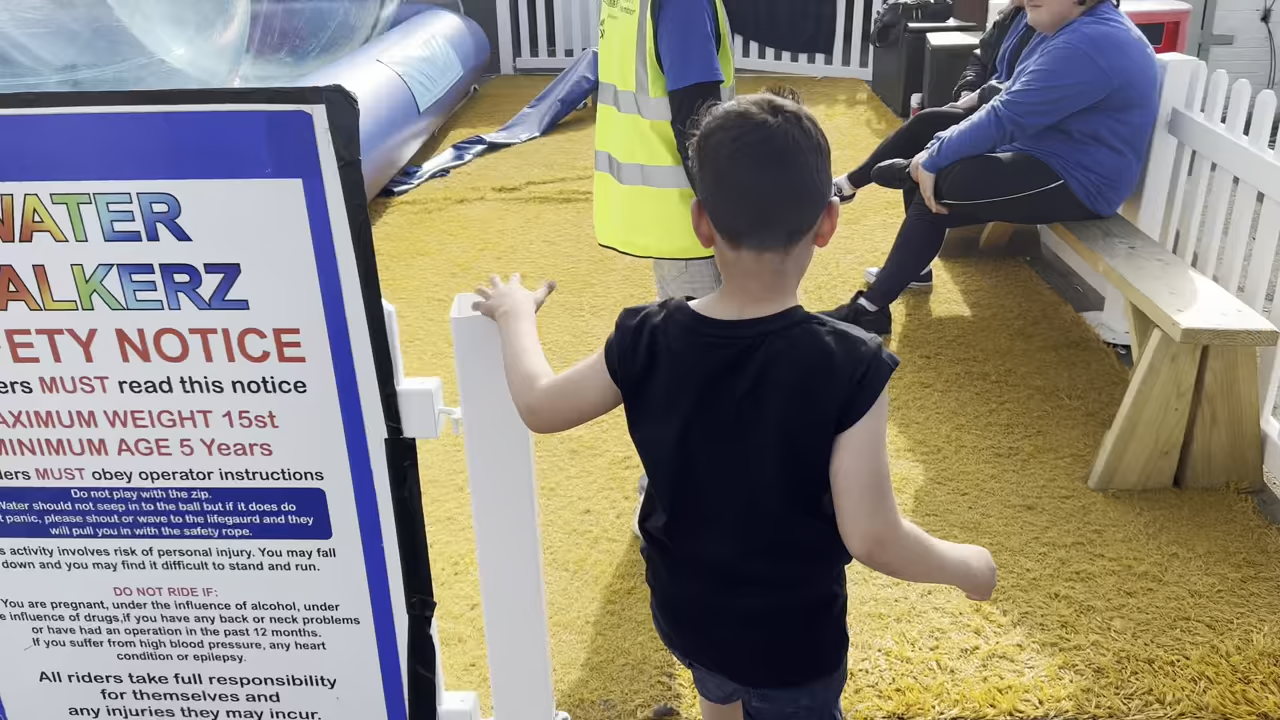 WATER
WALKERZ
SAFETY NOTICE
ers MUST read this notice
MAXIMUM WEIGHT 15st
MINIMUM AGE 5 Years
ders MUST obey operator instructions
Do not play with the zip.
Water should not seep in to the ball but if it does do
t panic, please shout or wave to the lifegaurd and they
will pull you in with the safety rope.
s activity involves risk of personal injury. You may fall
down and you may find it difficult to stand and run.
DO NOT RIDE IF:
You are pregnant, under the influence of alcohol, under
e influence of drugs,if you have any back or neck problems
or have had an operation in the past 12 months.
If you suffer from high blood pressure, any heart
condition or epilepsy.
All riders take full responsibility
for themselves and
any injuries they may incur.